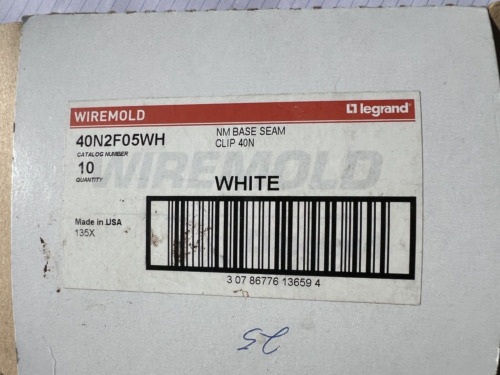 WIREMOLD
legrand
40N2F05WH
NM BASE SEAM
CLIP 40N
CATALOG NUMBER
10
QUANTITY
WIREMOLD
WHITE
Made in USA
135X
3 07 86776 13659 4
25